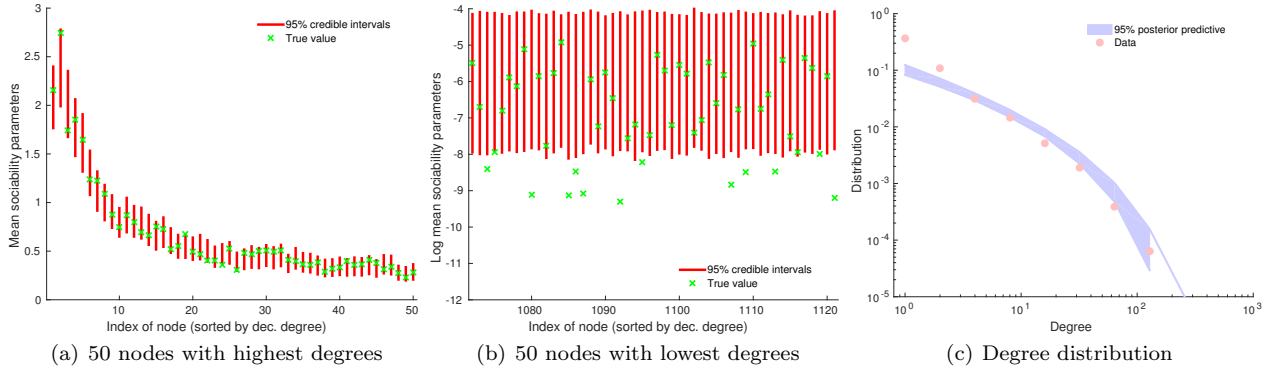 3
2.5
2
1.5
1
0.5
0
Mean sociability parameters
95% credible intervals
True value
10 20 30 40 50
Index of node (sorted by dec. degree)
(a) 50 nodes with highest degrees
-4
-5
-6
-7
-8
-9
-10
-11
-12
Log mean sociability parameters
95% credible intervals
True value
1080 1090 1100 1110 1120
Index of node (sorted by dec. degree)
(b) 50 nodes with lowest degrees
10^0
10^-1
10^-2
10^-3
10^-4
10^-5
Distribution
95% posterior predictive
Data
10^0 10^1 10^2 10^3
Degree
(c) Degree distribution